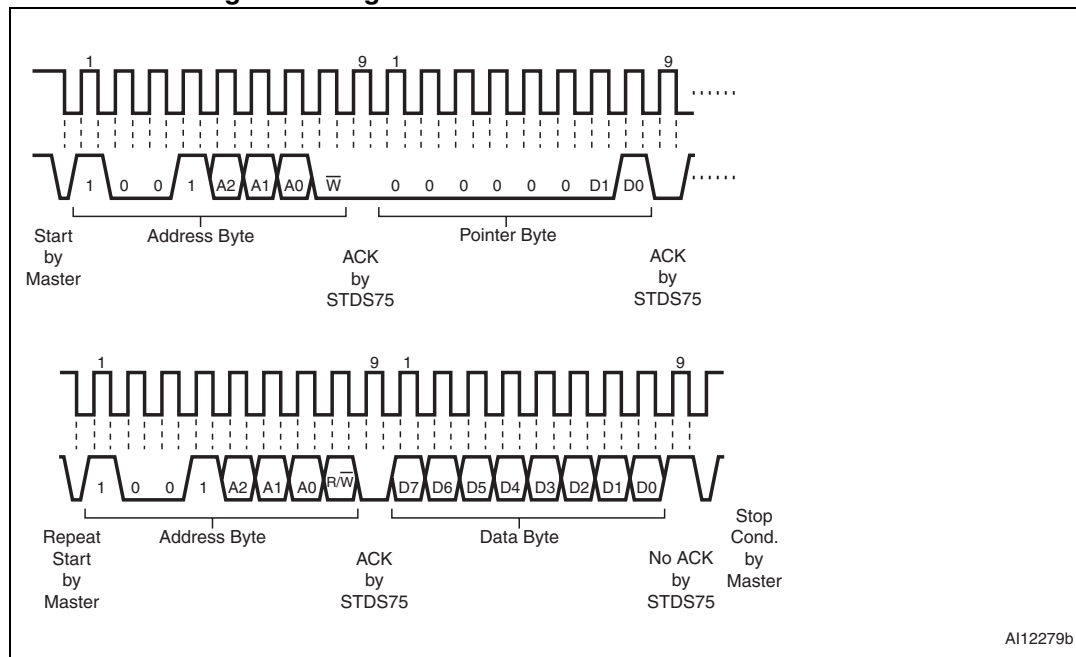 1 9 1 9
1 0 0 1 A2 A1 A0 W̅ 0 0 0 0 0 0 D1 D0
Start
by
Master
Address Byte
ACK
by
STDS75
Pointer Byte
ACK
by
STDS75
1 9 1 9
1 0 0 1 A2 A1 A0 R/W̅ D7 D6 D5 D4 D3 D2 D1 D0
Repeat
Start
by
Master
Address Byte
ACK
by
STDS75
Data Byte
No ACK
by
STDS75
Stop
Cond.
by
Master
AI12279b